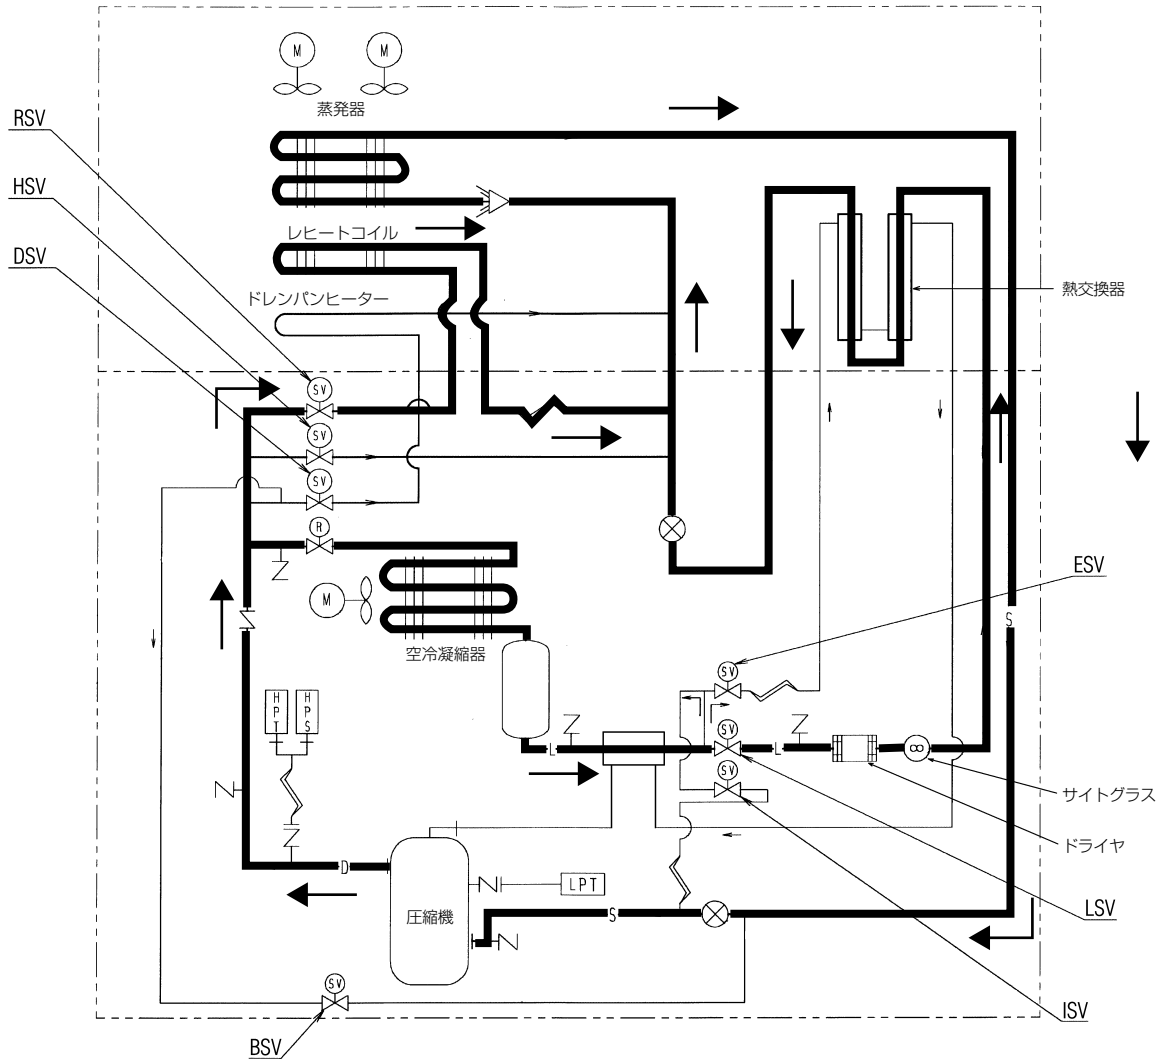 M
M
蒸発器
RSV
HSV
レヒートコイル
DSV
ドレンパンヒーター
熱交換器
SV
SV
SV
R
ESV
M
S
空冷凝縮器
SV
HPT
HPS
SV
L
L
SV
サイトグラス
ドライヤ
D
LPT
LSV
圧縮機
S
SV
ISV
BSV